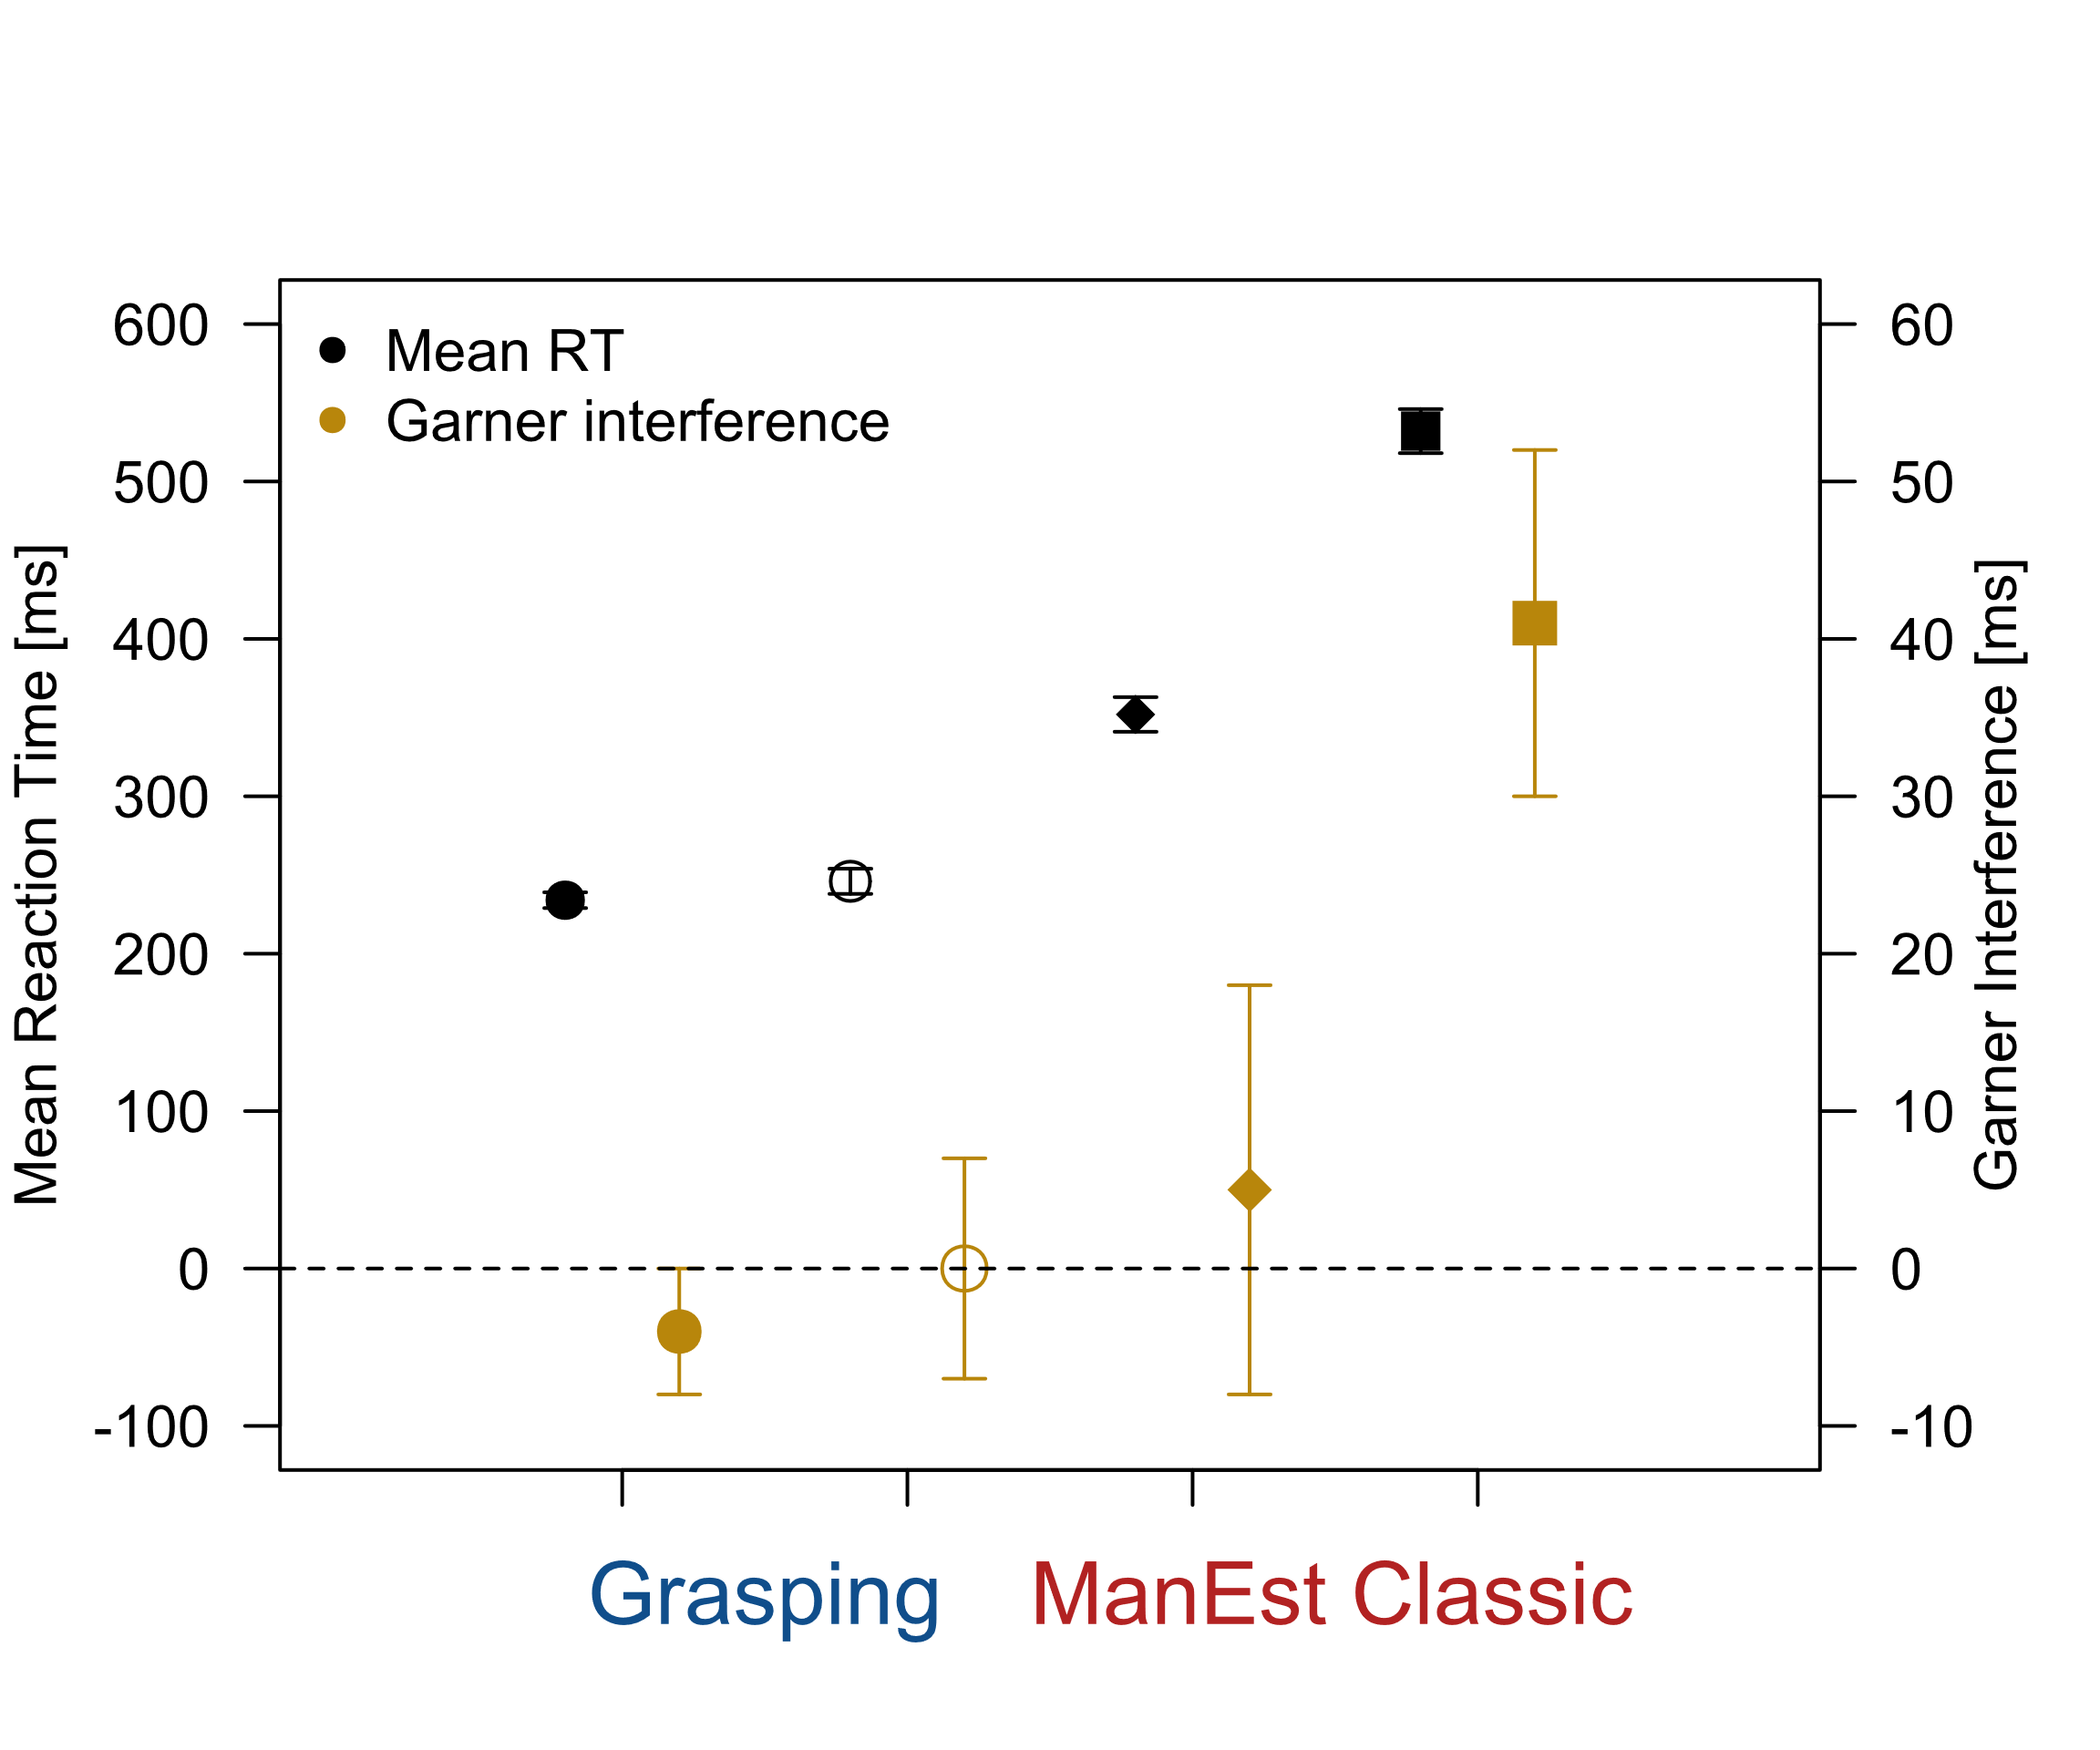 Mean RT
Garner interference
600
500
400
300
200
100
0
-100
Mean Reaction Time [ms]
60
50
40
30
20
10
0
-10
Garner Interference [ms]
Grasping
ManEst Classic